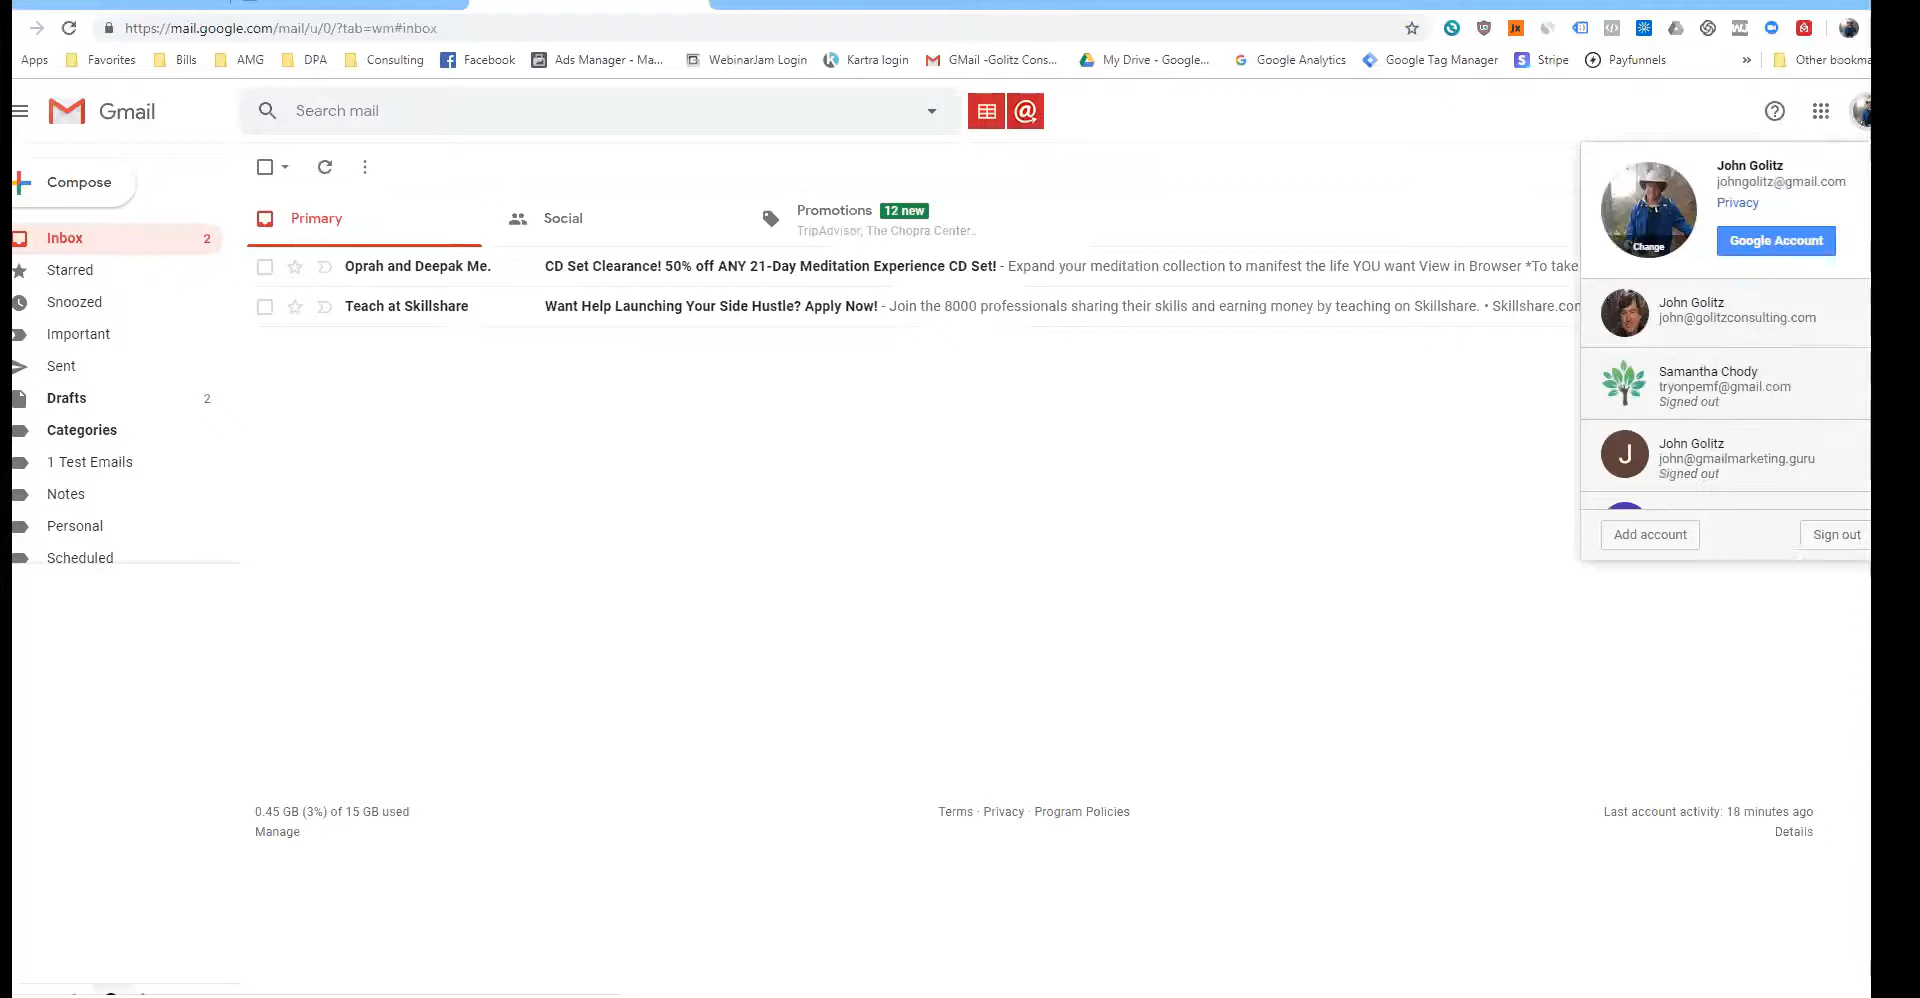 https://mail.google.com/mail/u/0/?tab=wm#inbox
Apps Favorites Bills AMG DPA Consulting Facebook Ads Manager - Ma... WebinarJam Login Kartra login GMail -Golitz Cons... My Drive - Google... Google Analytics Google Tag Manager Stripe Payfunnels » Other bookma
Gmail
Search mail
Compose
Inbox 2
Starred
Snoozed
Important
Sent
Drafts 2
Categories
1 Test Emails
Notes
Personal
Scheduled
Primary
Social
Promotions 12 new
TripAdvisor, The Chopra Center...
Oprah and Deepak Me. CD Set Clearance! 50% off ANY 21-Day Meditation Experience CD Set! - Expand your meditation collection to manifest the life YOU want View in Browser *To take
Teach at Skillshare Want Help Launching Your Side Hustle? Apply Now! - Join the 8000 professionals sharing their skills and earning money by teaching on Skillshare. • Skillshare.com
John Golitz
johngolitz@gmail.com
Privacy
Change
Google Account
John Golitz
john@golitzconsulting.com
Samantha Chody
tryonpemf@gmail.com
Signed out
J
John Golitz
john@gmailmarketing.guru
Signed out
Add account
Sign out
0.45 GB (3%) of 15 GB used
Manage
Terms · Privacy · Program Policies
Last account activity: 18 minutes ago
Details